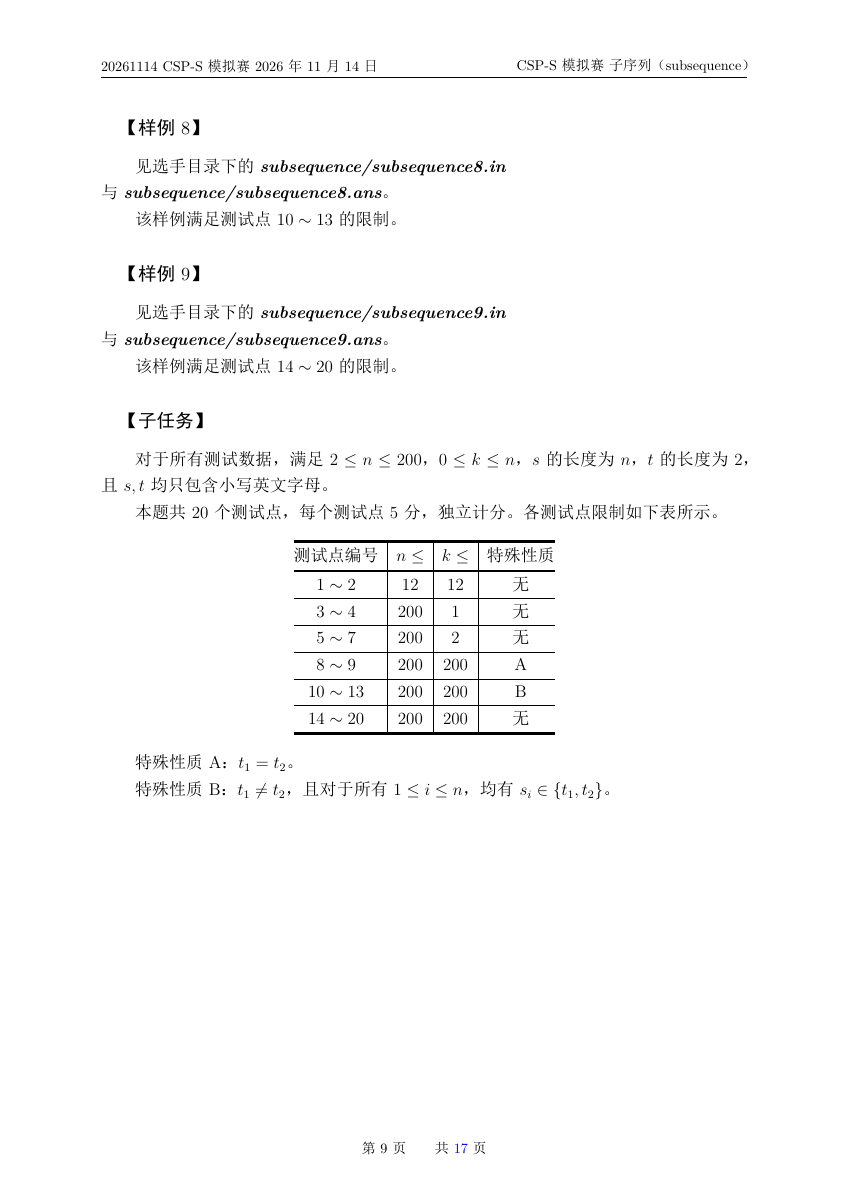 20261114 CSP-S 模拟赛 2026 年 11 月 14 日 CSP-S 模拟赛 子序列（subsequence）
【样例 8】
见选手目录下的 subsequence/subsequence8.in
与 subsequence/subsequence8.ans。
该样例满足测试点 10 ∼ 13 的限制。
【样例 9】
见选手目录下的 subsequence/subsequence9.in
与 subsequence/subsequence9.ans。
该样例满足测试点 14 ∼ 20 的限制。
【子任务】
对于所有测试数据，满足 2 ≤ n ≤ 200，0 ≤ k ≤ n，s 的长度为 n，t 的长度为 2，
且 s, t 均只包含小写英文字母。
本题共 20 个测试点，每个测试点 5 分，独立计分。各测试点限制如下表所示。
测试点编号 n ≤ k ≤ 特殊性质
1 ∼ 2 12 12 无
3 ∼ 4 200 1 无
5 ∼ 7 200 2 无
8 ∼ 9 200 200 A
10 ∼ 13 200 200 B
14 ∼ 20 200 200 无
特殊性质 A：t₁ = t₂。
特殊性质 B：t₁ ≠ t₂，且对于所有 1 ≤ i ≤ n，均有 sᵢ ∈ {t₁, t₂}。
第 9 页 共 17 页